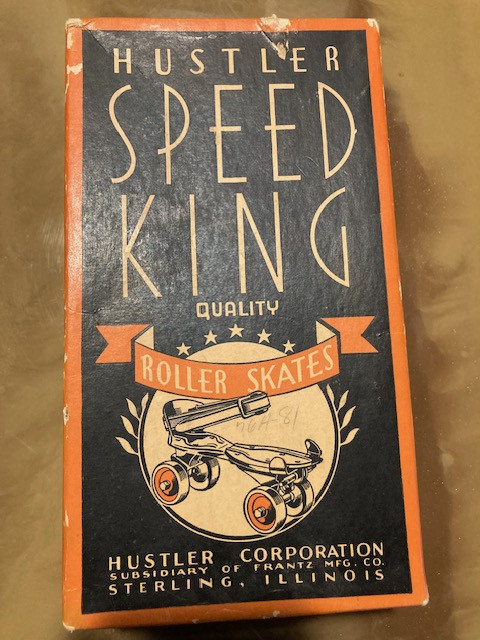 HUSTLER
SPEED
KING
QUALITY
ROLLER SKATES
HUSTLER CORPORATION
SUBSIDIARY OF FRANTZ MFG. CO.
STERLING, ILLINOIS